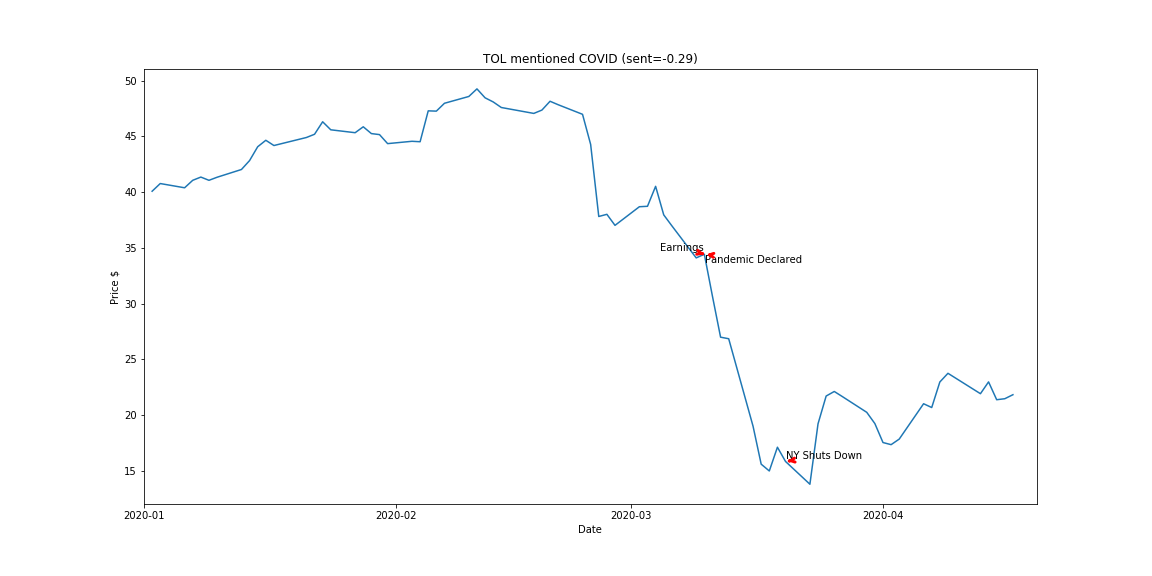 TOL mentioned COVID (sent=-0.29)
50
45
40
35
30
25
20
15
Price $
Earnings
Pandemic Declared
NY Shuts Down
2020-01
2020-02
2020-03
2020-04
Date